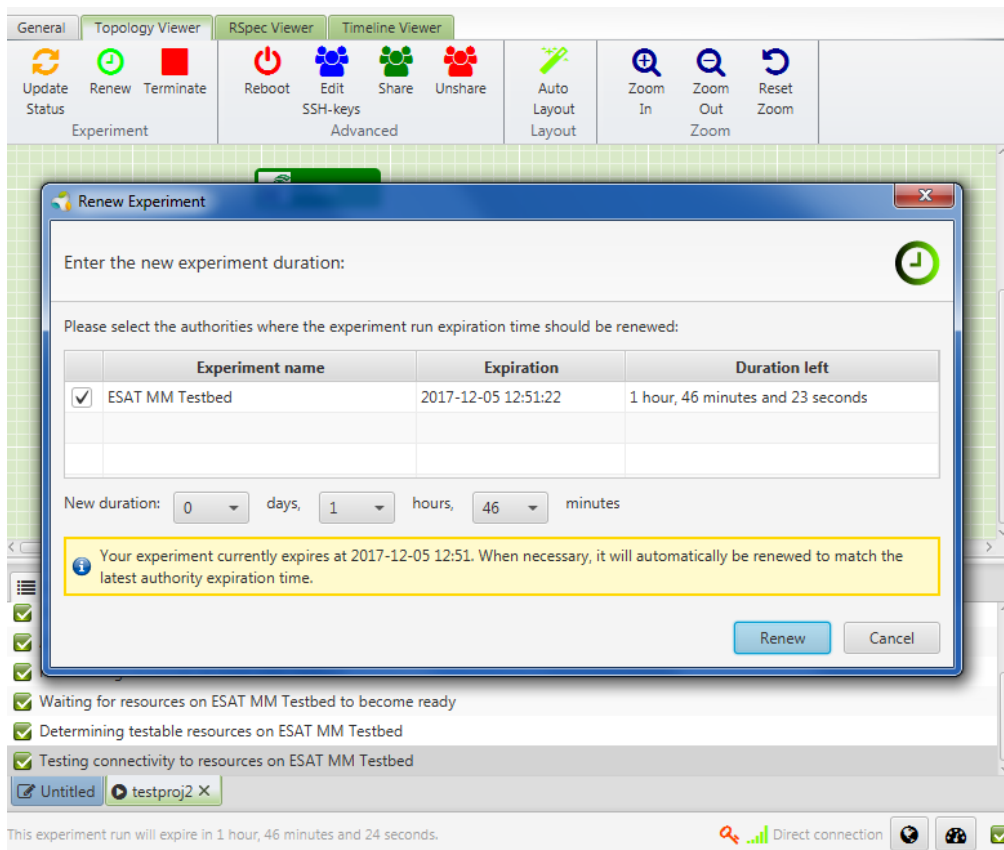 General Topology Viewer RSpec Viewer Timeline Viewer
Update Status Renew Terminate Reboot Edit SSH-keys Share Unshare Auto Layout Zoom In Zoom Out Reset Zoom
Experiment Advanced Layout Zoom
Renew Experiment
Enter the new experiment duration:
Please select the authorities where the experiment run expiration time should be renewed:
Experiment name Expiration Duration left
ESAT MM Testbed 2017-12-05 12:51:22 1 hour, 46 minutes and 23 seconds
New duration: 0 days, 1 hours, 46 minutes
Your experiment currently expires at 2017-12-05 12:51. When necessary, it will automatically be renewed to match the
latest authority expiration time.
Renew Cancel
Waiting for resources on ESAT MM Testbed to become ready
Determining testable resources on ESAT MM Testbed
Testing connectivity to resources on ESAT MM Testbed
Untitled testproj2
This experiment run will expire in 1 hour, 46 minutes and 24 seconds. Direct connection